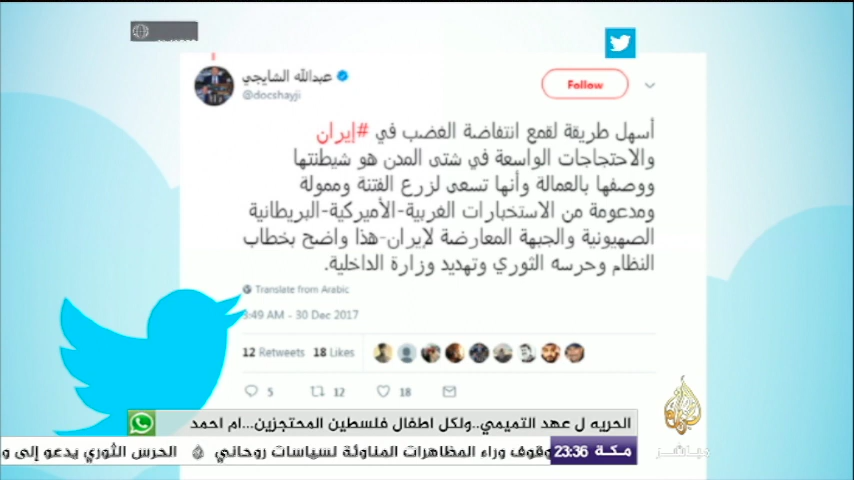 عبدالله الشايجي
@docshayji
Follow
أسهل طريقة لقمع انتفاضة الغضب في #إيران
والاحتجاجات الواسعة في شتى المدن هو شيطنتها
ووصفها بالعمالة وأنها تسعى لزرع الفتنة وممولة
ومدعومة من الاستخبارات الغربية-الأميركية-البريطانية
الصهيونية والجبهة المعارضة لإيران-هذا واضح بخطاب
النظام وحرسه الثوري وتهديد وزارة الداخلية.
Translate from Arabic
:49 AM - 30 Dec 2017
12 Retweets 18 Likes
5 12 18
الحريه ل عهد التميمي..ولكل اطفال فلسطين المحتجزين...ام احمد
مكة 23:36
وقوف وراء المظاهرات المناوئة لسياسات روحاني
الحرس الثوري يدعو إلى و
مباشر